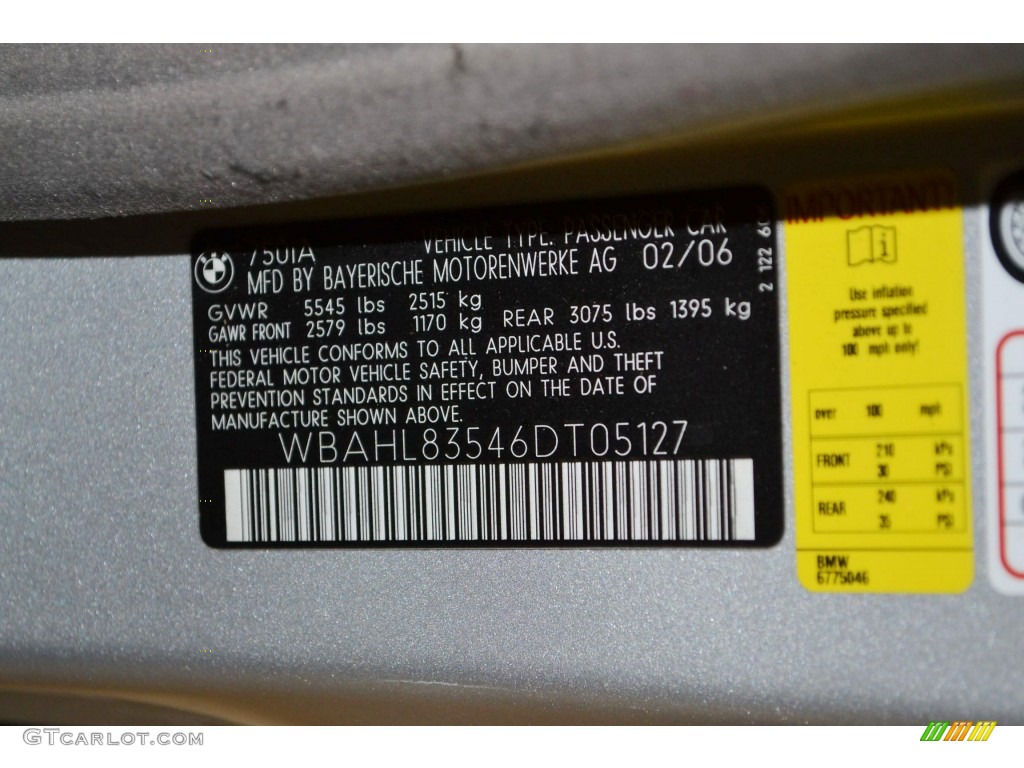 750IA
VEHICLE TYPE: PASSENGER CAR
MFD BY BAYERISCHE MOTORENWERKE AG 02/06
GVWR 5545 lbs 2515 kg
GAWR FRONT 2579 lbs 1170 kg REAR 3075 lbs 1395 kg
THIS VEHICLE CONFORMS TO ALL APPLICABLE U.S.
FEDERAL MOTOR VEHICLE SAFETY, BUMPER AND THEFT
PREVENTION STANDARDS IN EFFECT ON THE DATE OF
MANUFACTURE SHOWN ABOVE.
WBAHL83546DT05127
2 122
IMPORTANT!
Use inflation
pressure specified
above up to
100 mph only!
over 100 mph
FRONT 210 kPa
30 PSI
REAR 240 kPa
35 PSI
BMW
6775046
GTCarLot.com